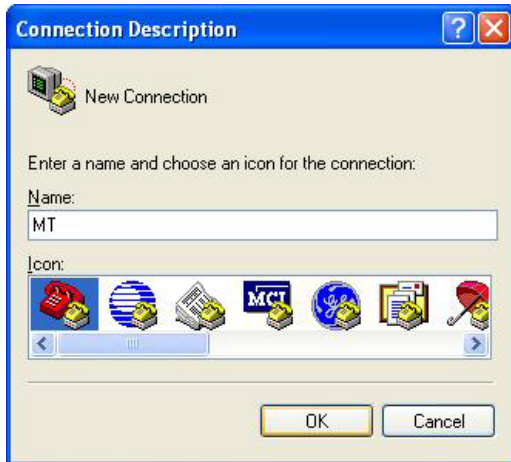 Connection Description
New Connection
Enter a name and choose an icon for the connection:
Name:
MT
Icon:
MCI
OK Cancel